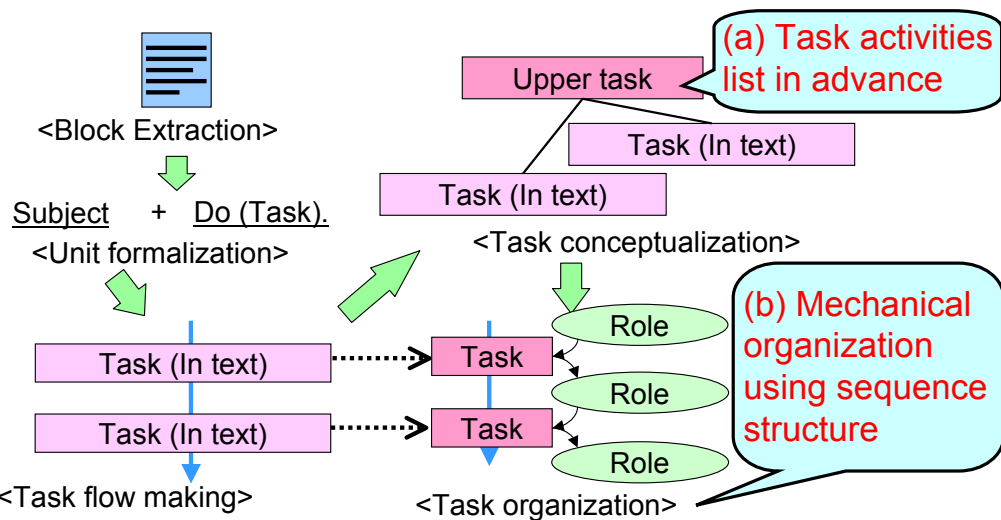 <Block Extraction>
Subject + Do (Task).
<Unit formalization>
Task (In text)
Task (In text)
<Task flow making>
Upper task
Task (In text)
Task (In text)
<Task conceptualization>
(a) Task activities
list in advance
Role
Task
Role
Task
Role
<Task organization>
(b) Mechanical
organization
using sequence
structure